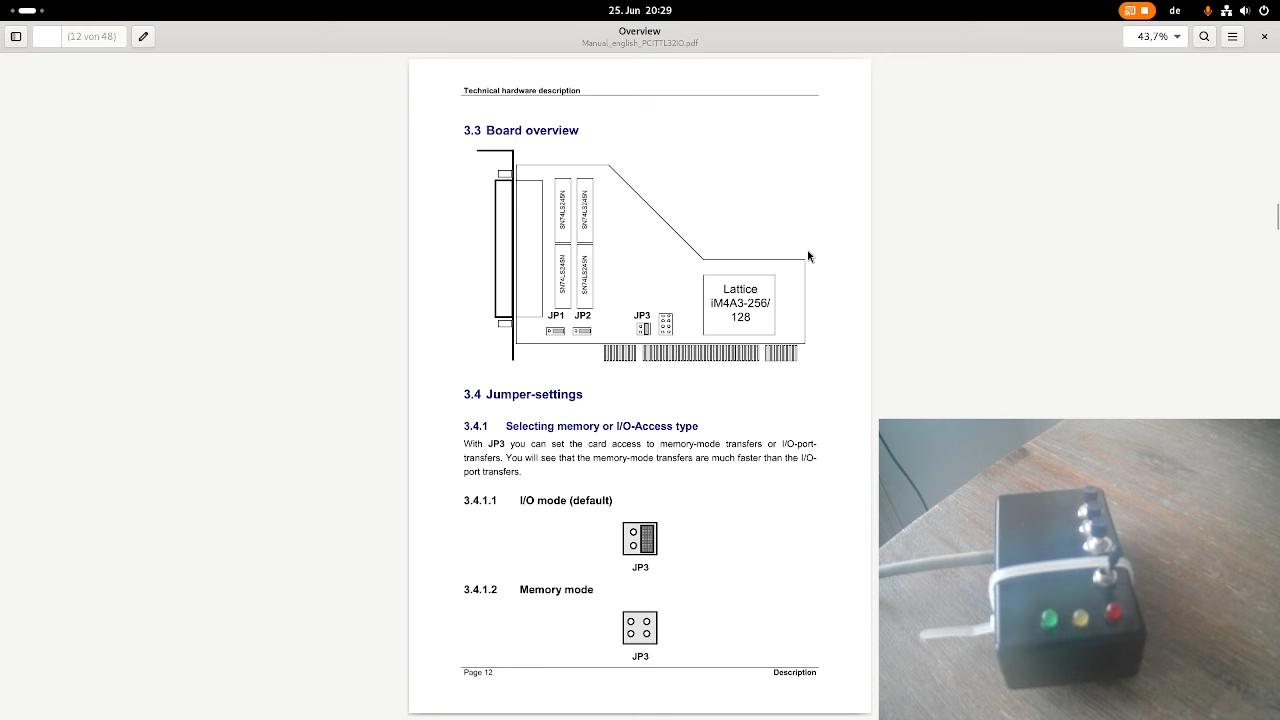 25. Jun 20:29
de
(12 von 48)
Overview
Manual_english_PCITTL32IO.pdf
43,7%
Technical hardware description
3.3 Board overview
SN74LS245N
SN74LS245N
SN74LS245N
SN74LS245N
JP1
JP2
JP3
Lattice
iM4A3-256/
128
3.4 Jumper-settings
3.4.1 Selecting memory or I/O-Access type
With JP3 you can set the card access to memory-mode transfers or I/O-port-
transfers. You will see that the memory-mode transfers are much faster than the I/O-
port transfers.
3.4.1.1 I/O mode (default)
JP3
3.4.1.2 Memory mode
JP3
Page 12
Description